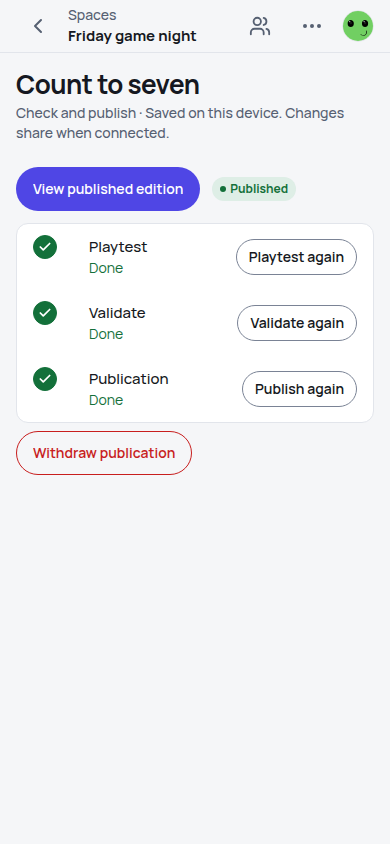 Spaces
Friday game night
Count to seven
Check and publish · Saved on this device. Changes
share when connected.
View published edition
Published
Playtest
Done
Playtest again
Validate
Done
Validate again
Publication
Done
Publish again
Withdraw publication